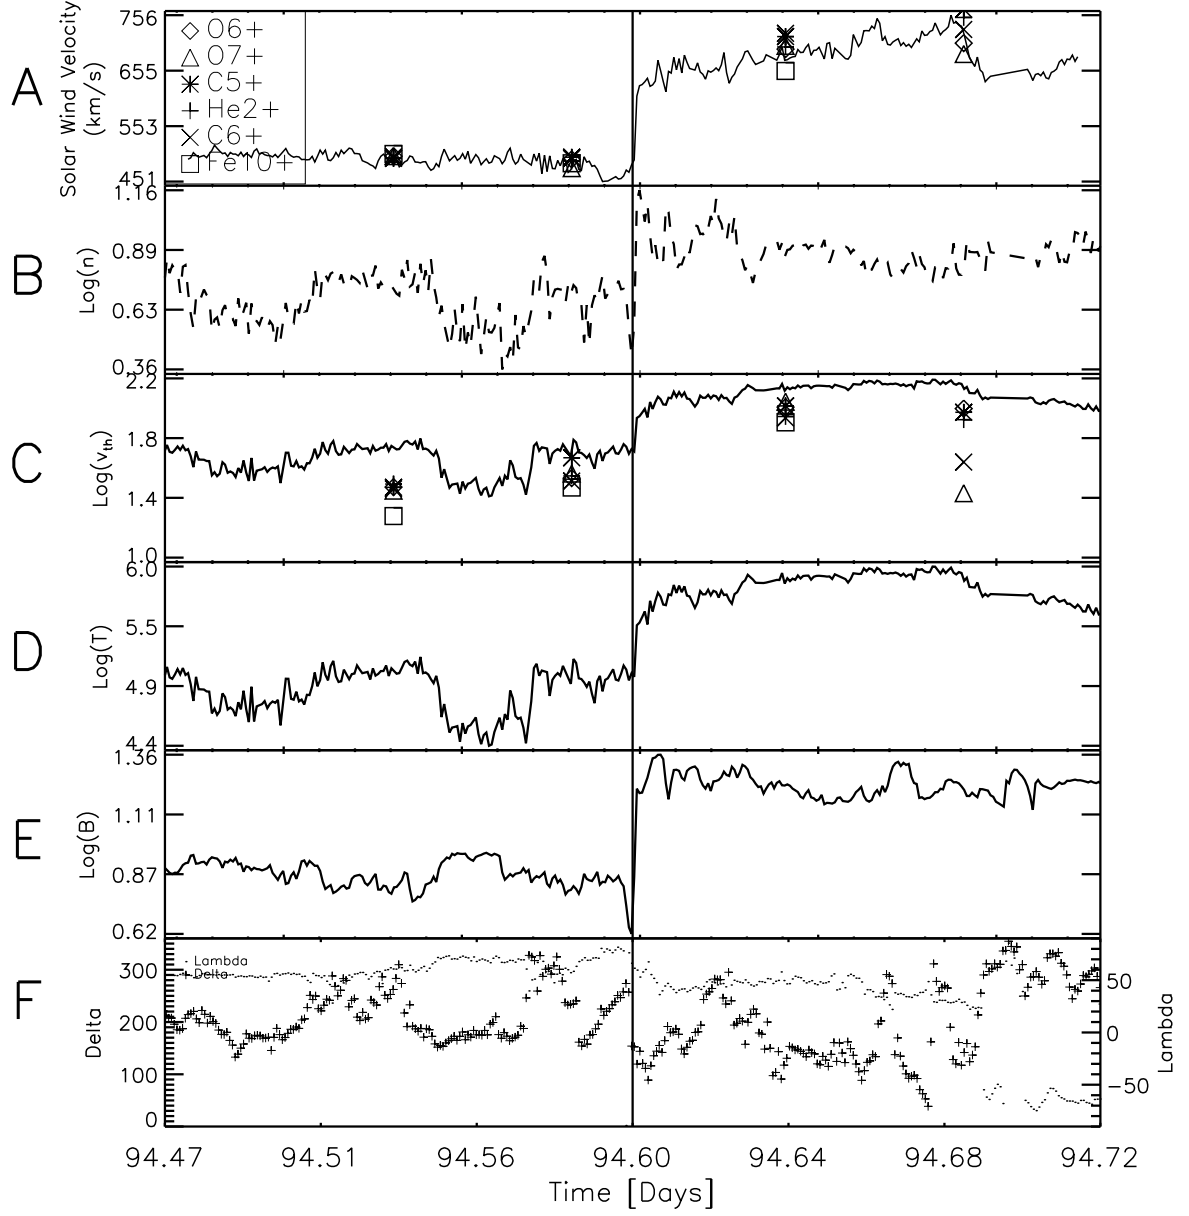 A
Solar Wind Velocity
(km/s)
756
655
553
451
O6+
O7+
C5+
He2+
C6+
Fe10+
B
Log(n)
1.16
0.89
0.63
0.36
C
Log(vth)
2.2
1.8
1.4
1.0
D
Log(T)
6.0
5.5
4.9
4.4
E
Log(B)
1.36
1.11
0.87
0.62
F
Delta
300
200
100
0
Lambda
Delta
50
0
−50
Lambda
94.47 94.51 94.56 94.60 94.64 94.68 94.72
Time [Days]